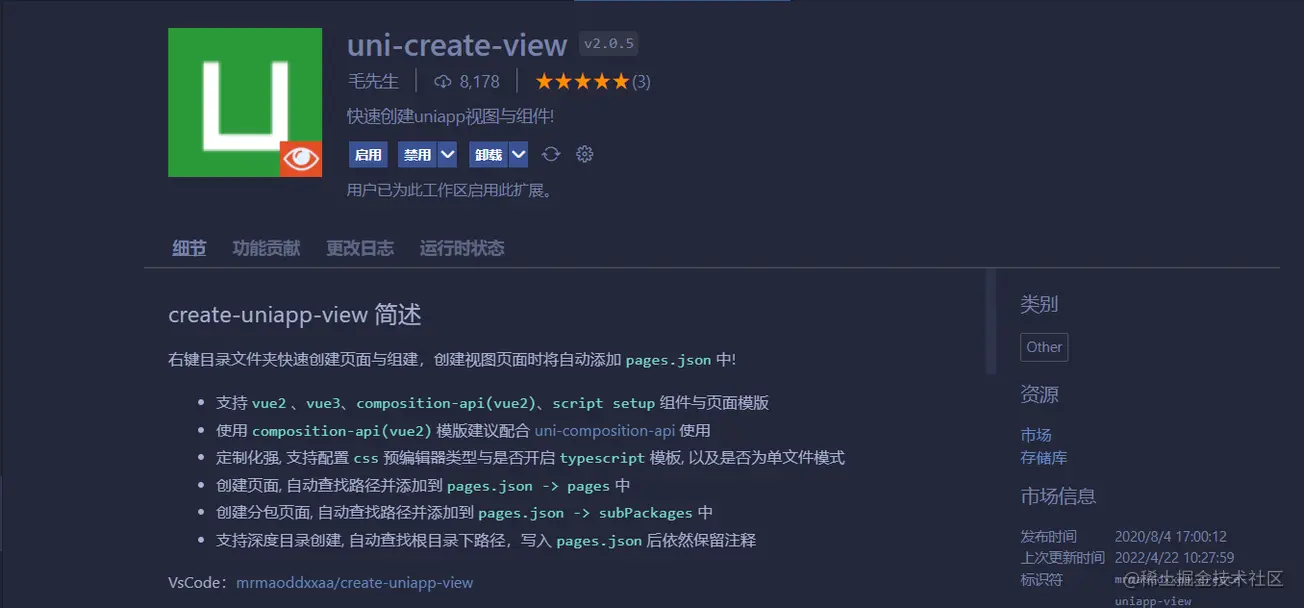 uni-create-view v2.0.5
毛先生 8,178 ★★★★★(3)
快速创建uniapp视图与组件!
启用 禁用 卸载
用户已为此工作区启用此扩展。
细节 功能贡献 更改日志 运行时状态
create-uniapp-view 简述
右键目录文件夹快速创建页面与组建，创建视图页面时将自动添加 pages.json 中!
• 支持 vue2 、vue3、composition-api(vue2)、script setup 组件与页面模版
• 使用 composition-api(vue2) 模版建议配合 uni-composition-api 使用
• 定制化强, 支持配置 css 预编辑器类型与是否开启 typescript 模板, 以及是否为单文件模式
• 创建页面, 自动查找路径并添加到 pages.json -> pages 中
• 创建分包页面, 自动查找路径并添加到 pages.json -> subPackages 中
• 支持深度目录创建, 自动查找根目录下路径，写入 pages.json 后依然保留注释
VsCode：mrmaoddxxaa/create-uniapp-view
类别
Other
资源
市场
存储库
市场信息
发布时间 2020/8/4 17:00:12
上次更新时间 2022/4/22 10:27:59
标识符
uniapp-view
@稀土掘金技术社区